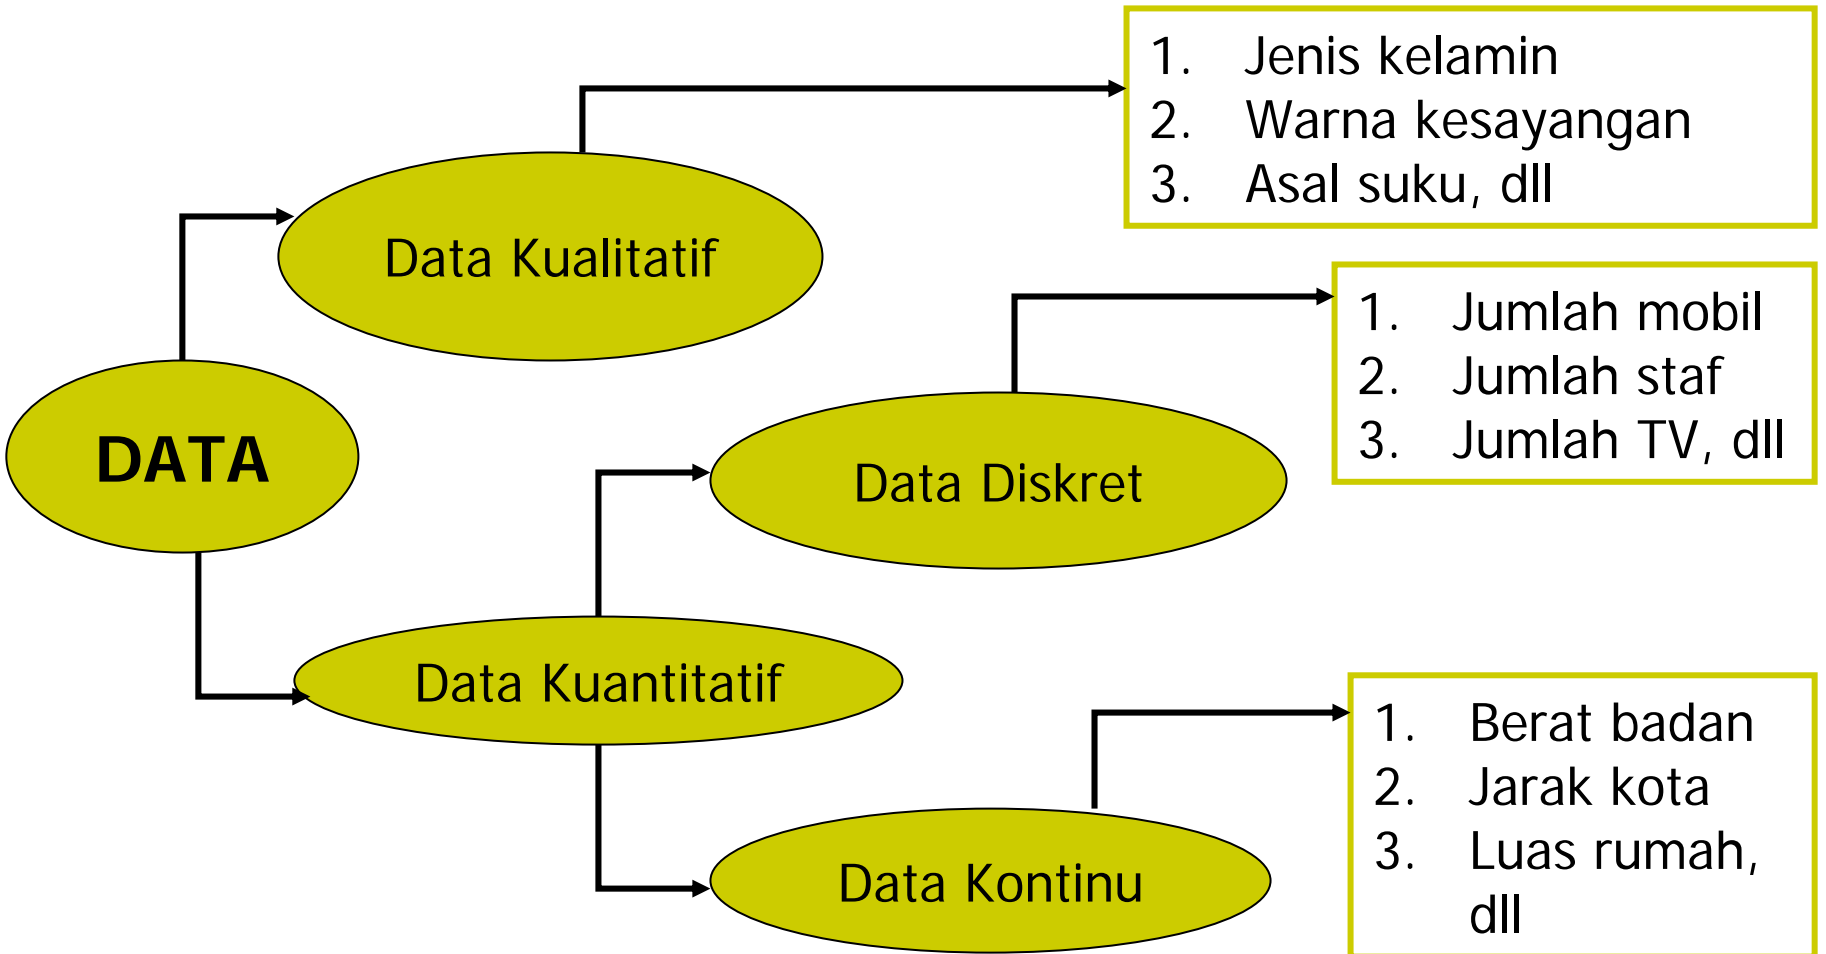 1. Jenis kelamin
2. Warna kesayangan
3. Asal suku, dll
Data Kualitatif
1. Jumlah mobil
2. Jumlah staf
3. Jumlah TV, dll
DATA
Data Diskret
Data Kuantitatif
1. Berat badan
2. Jarak kota
3. Luas rumah,
dll
Data Kontinu